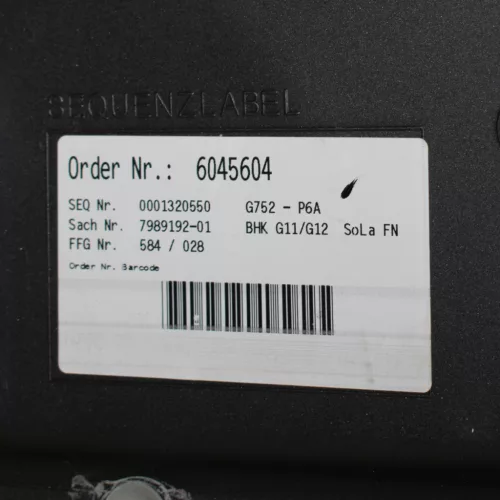 SEQUENZLABEL
Order Nr.: 6045604
SEQ Nr. 0001320550 G752 - P6A
Sach Nr. 7989192-01 BHK G11/G12 SoLa FN
FFG Nr. 584 / 028
Order Nr. Barcode